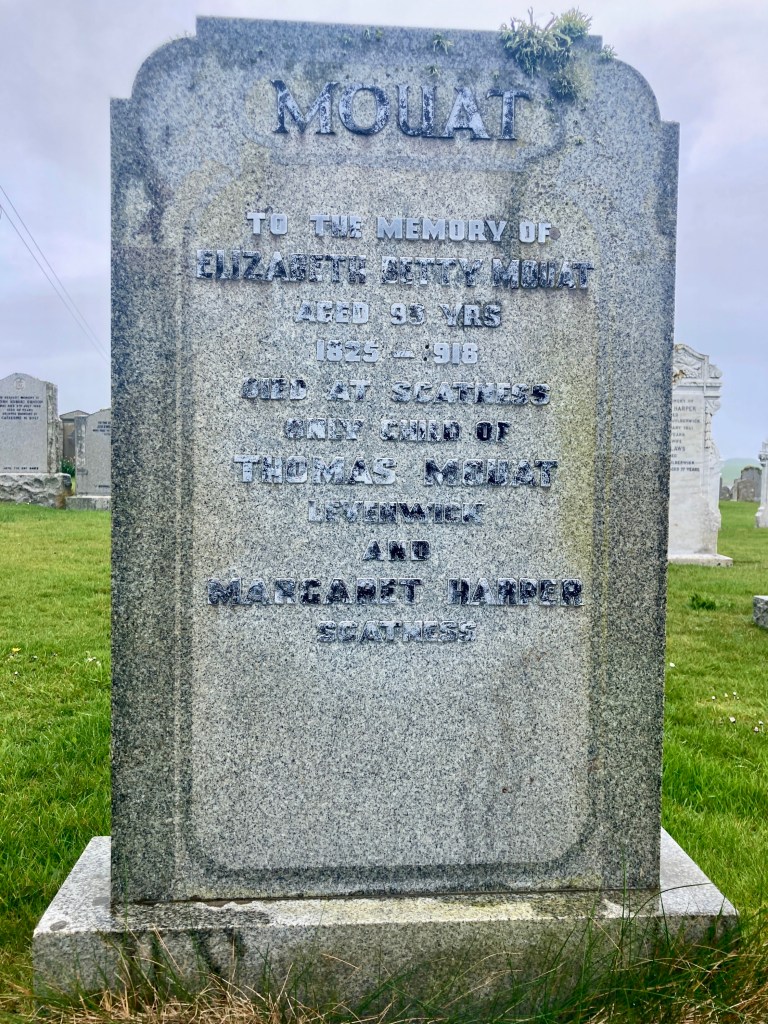 MOUAT
TO THE MEMORY OF
ELIZABETH BETTY MOUAT
AGED 93 YRS
1825 – 1918
DIED AT SCATNESS
ONLY CHILD OF
THOMAS MOUAT
LEVENWICK
AND
MARGARET HARPER
SCATNESS
HARPER